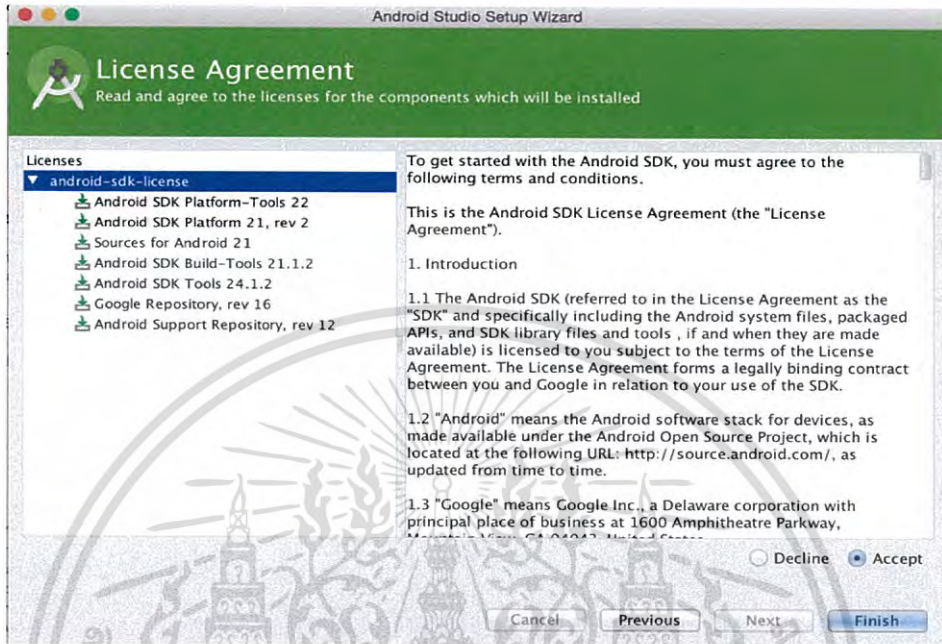 Android Studio Setup Wizard
License Agreement
Read and agree to the licenses for the components which will be installed
Licenses
android-sdk-license
Android SDK Platform-Tools 22
Android SDK Platform 21, rev 2
Sources for Android 21
Android SDK Build-Tools 21.1.2
Android SDK Tools 24.1.2
Google Repository, rev 16
Android Support Repository, rev 12
To get started with the Android SDK, you must agree to the
following terms and conditions.
This is the Android SDK License Agreement (the "License
Agreement").
1. Introduction
1.1 The Android SDK (referred to in the License Agreement as the
"SDK" and specifically including the Android system files, packaged
APIs, and SDK library files and tools , if and when they are made
available) is licensed to you subject to the terms of the License
Agreement. The License Agreement forms a legally binding contract
between you and Google in relation to your use of the SDK.
1.2 "Android" means the Android software stack for devices, as
made available under the Android Open Source Project, which is
located at the following URL: http://source.android.com/, as
updated from time to time.
1.3 "Google" means Google Inc., a Delaware corporation with
principal place of business at 1600 Amphitheatre Parkway,
Mountain View, CA 94043, United States
Decline Accept
Cancel Previous Next Finish